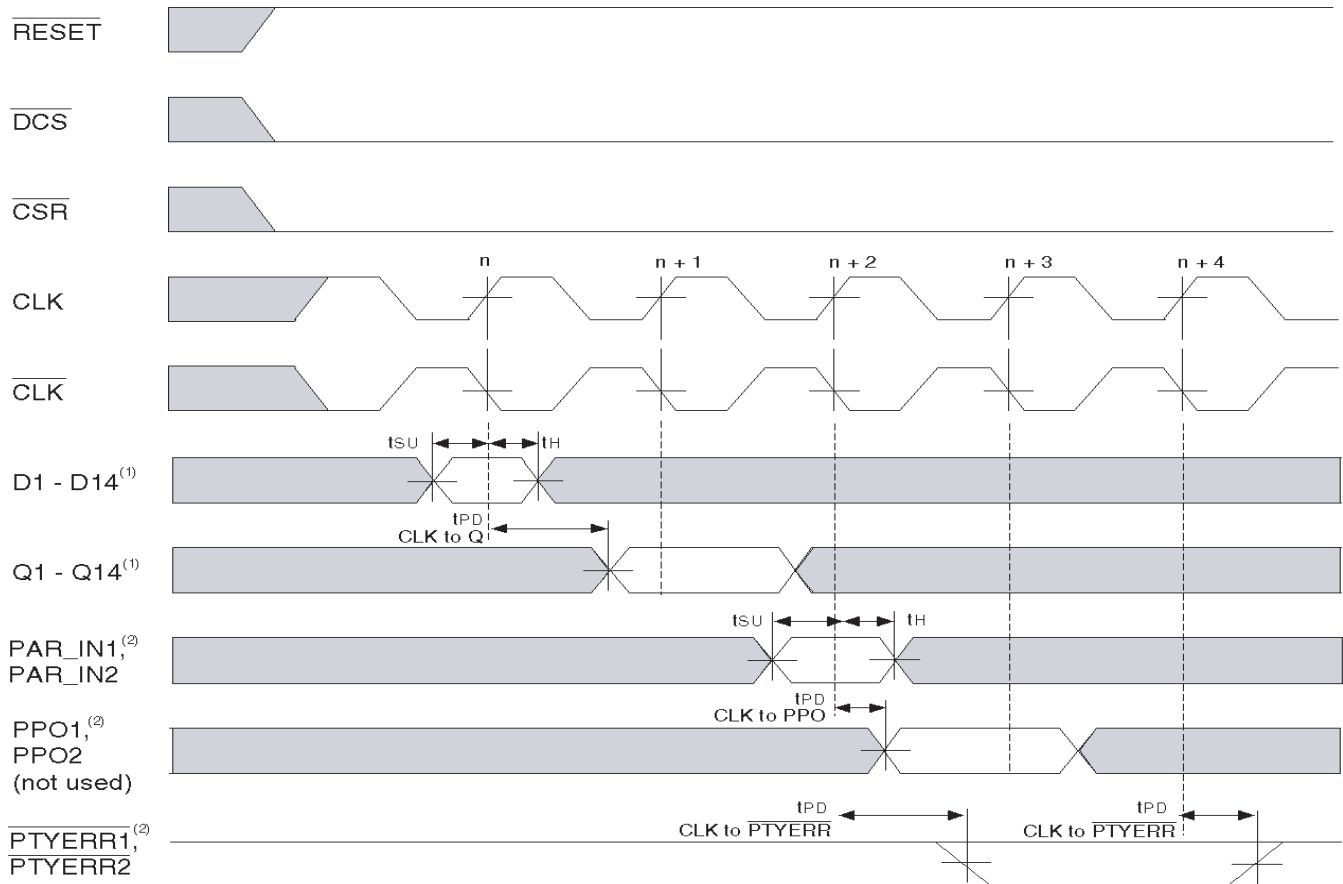 RESET
DCS
CSR
n n + 1 n + 2 n + 3 n + 4
CLK
CLK
tSU tH
D1 - D14(1)
tPD
CLK to Q
Q1 - Q14(1)
tSU tH
PAR_IN1,(2)
PAR_IN2
tPD
CLK to PPO
PPO1,(2)
PPO2
(not used)
tPD tPD
CLK to PTYERR CLK to PTYERR
PTYERR1,(2)
PTYERR2